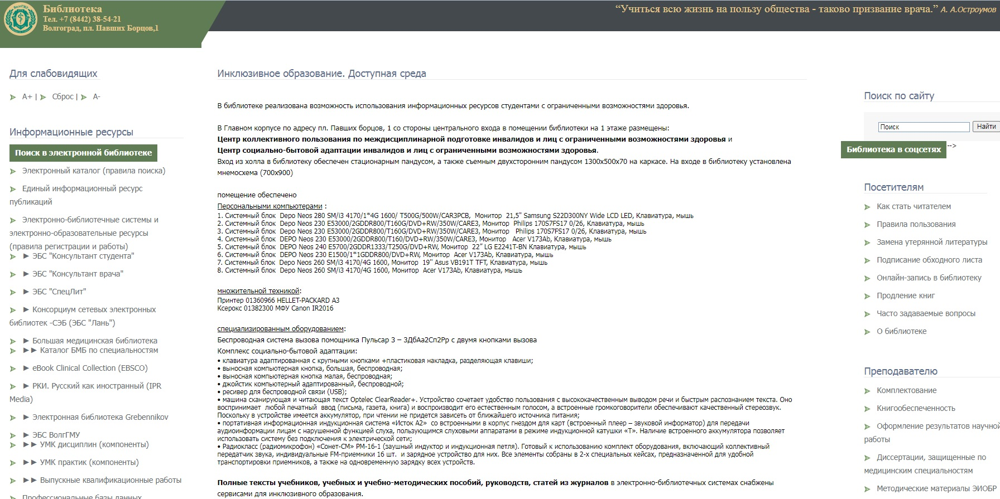 Библиотека
Тел. +7 (8442) 38-54-21
Волгоград, пл. Павших Борцов,1
“Учиться всю жизнь на пользу общества - таково призвание врача.” А. А.Остроумов
Для слабовидящих
А+ | Сброс | А-
Информационные ресурсы
Поиск в электронной библиотеке
Электронный каталог (правила поиска)
Единый информационный ресурс
публикаций
Электронно-библиотечные системы и
электронно-образовательные ресурсы
(правила регистрации и работы)
► ЭБС "Консультант студента"
► ЭБС "Консультант врача"
► ЭБС "СпецЛит"
► Консорциум сетевых электронных
библиотек -СЭБ (ЭБС "Лань")
► Большая медицинская библиотека
►► Каталог БМБ по специальностям
► eBook Clinical Collection (EBSCO)
► РКИ. Русский как иностранный (IPR
Media)
► Электронная библиотека Grebennikov
► ЭБС ВолгГМУ
►► УМК дисциплин (компоненты)
►► УМК практик (компоненты)
►► Выпускные квалификационные работы
Профессиональные базы данных
Инклюзивное образование. Доступная среда
В библиотеке реализована возможность использования информационных ресурсов студентами с ограниченными возможностями здоровья.
В Главном корпусе по адресу пл. Павших борцов, 1 со стороны центрального входа в помещении библиотеки на 1 этаже размещены:
Центр коллективного пользования по междисциплинарной подготовке инвалидов и лиц с ограниченными возможностями здоровья и
Центр социально-бытовой адаптации инвалидов и лиц с ограниченными возможностями здоровья.
Вход из холла в библиотеку обеспечен стационарным пандусом, а также съемным двухсторонним пандусом 1300х500х70 на каркасе. На входе в библиотеку установлена
мнемосхема (700х900)
помещение обеспечено
Персональными компьютерами :
1. Системный блок Depo Neos 280 SM/i3 4170/1*4G 1600/ T500G/500W/CAR3PCB, Монитор 21,5" Samsung S22D300NY Wide LCD LED, Клавиатура, мышь
2. Системный блок Depo Neos 230 E53000/2GDDR800/T160G/DVD+RW/350W/CARE3, Монитор Philips 170S7FS17 0/26, Клавиатура, мышь
3. Системный блок Depo Neos 230 E53000/2GDDR800/T160G/DVD+RW/350W/CARE3, Монитор Philips 170S7FS17 0/26, Клавиатура, мышь
4. Системный блок DEPO Neos 230 E53000/2GDDR800/T160/DVD+RW/350W/CARE3, Монитор Acer V173Ab, Клавиатура, мышь
5. Системный блок DEPO Neos 240 E5700/2GDDR1333/T250G/DVD+RW, Монитор 22” LG E2241T-BN Клавиатура, мышь
6. Системный блок DEPO Neos 230 E1500/1*1GDDR800/DVD+RW, Монитор Acer V173Ab, Клавиатура, мышь
7. Системный блок Depo Neos 260 SM/i3 4170/4G 1600, Монитор 19" Asus VB191T TFT, Клавиатура, мышь
8. Системный блок Depo Neos 260 SM/i3 4170/4G 1600, Монитор Acer V173Ab, Клавиатура, мышь
множительной техникой:
Принтер 01360966 HELLET-PACKARD A3
Ксерокс 01382300 МФУ Canon IR2016
специализированным оборудованием:
Беспроводная система вызова помощника Пульсар 3 – 3ДбАа2Сп2Рр с двумя кнопками вызова
Комплекс социально-бытовой адаптации:
• клавиатура адаптированная с крупными кнопками +пластиковая накладка, разделяющая клавиши;
• выносная компьютерная кнопка, большая, беспроводная;
• выносная компьютерная кнопка малая, беспроводная;
• джойстик компьютерный адаптированный, беспроводной;
• ресивер для беспроводной связи (USB);
• машина сканирующая и читающая текст Optelec ClearReader+. Устройство сочетает удобство пользования с высококачественным выводом речи и быстрым распознанием текста. Оно
воспринимает любой печатный ввод (письма, газета, книга) и воспроизводит его естественным голосом, а встроенные громкоговорители обеспечивают качественный стереозвук.
Поскольку в устройстве имеется аккумулятор, при чтении не придется зависеть от ближайшего источника питания;
• портативная информационная индукционная система «Исток А2» со встроенными в корпус гнездом для карт (встроенный плеер – звуковой информатор) для передачи
аудиоинформации лицам с нарушенной функцией слуха, пользующимся слуховыми аппаратами в режиме индукционной катушки «Т». Наличие встроенного аккумулятора позволяет
использовать систему без подключения к электрической сети;
• Радиокласс (радиомикрофон) «Сонет-СМ» РМ-16-1 (заушный индуктор и индукционная петля). Готовый к использованию комплект оборудования, включающий коллективный
передатчик звука, индивидуальные FM-приемники 16 шт. и зарядное устройство для них. Все элементы собраны в 2-х специальных кейсах, предназначенной для удобной
транспортировки приемников, а также на одновременную зарядку всех устройств.
Полные тексты учебников, учебных и учебно-методических пособий, руководств, статей из журналов в электронно-библиотечных системах снабжены
сервисами для инклюзивного образования.
Поиск по сайту
Поиск Найти
Библиотека в соцсетях -->
Посетителям
Как стать читателем
Правила пользования
Замена утерянной литературы
Подписание обходного листа
Онлайн-запись в библиотеку
Продление книг
Часто задаваемые вопросы
О библиотеке
Преподавателю
Комплектование
Книгообеспеченность
Оформление результатов научной
работы
Диссертации, защищенные по
медицинским специальностям
Методические материалы ЭИОБР